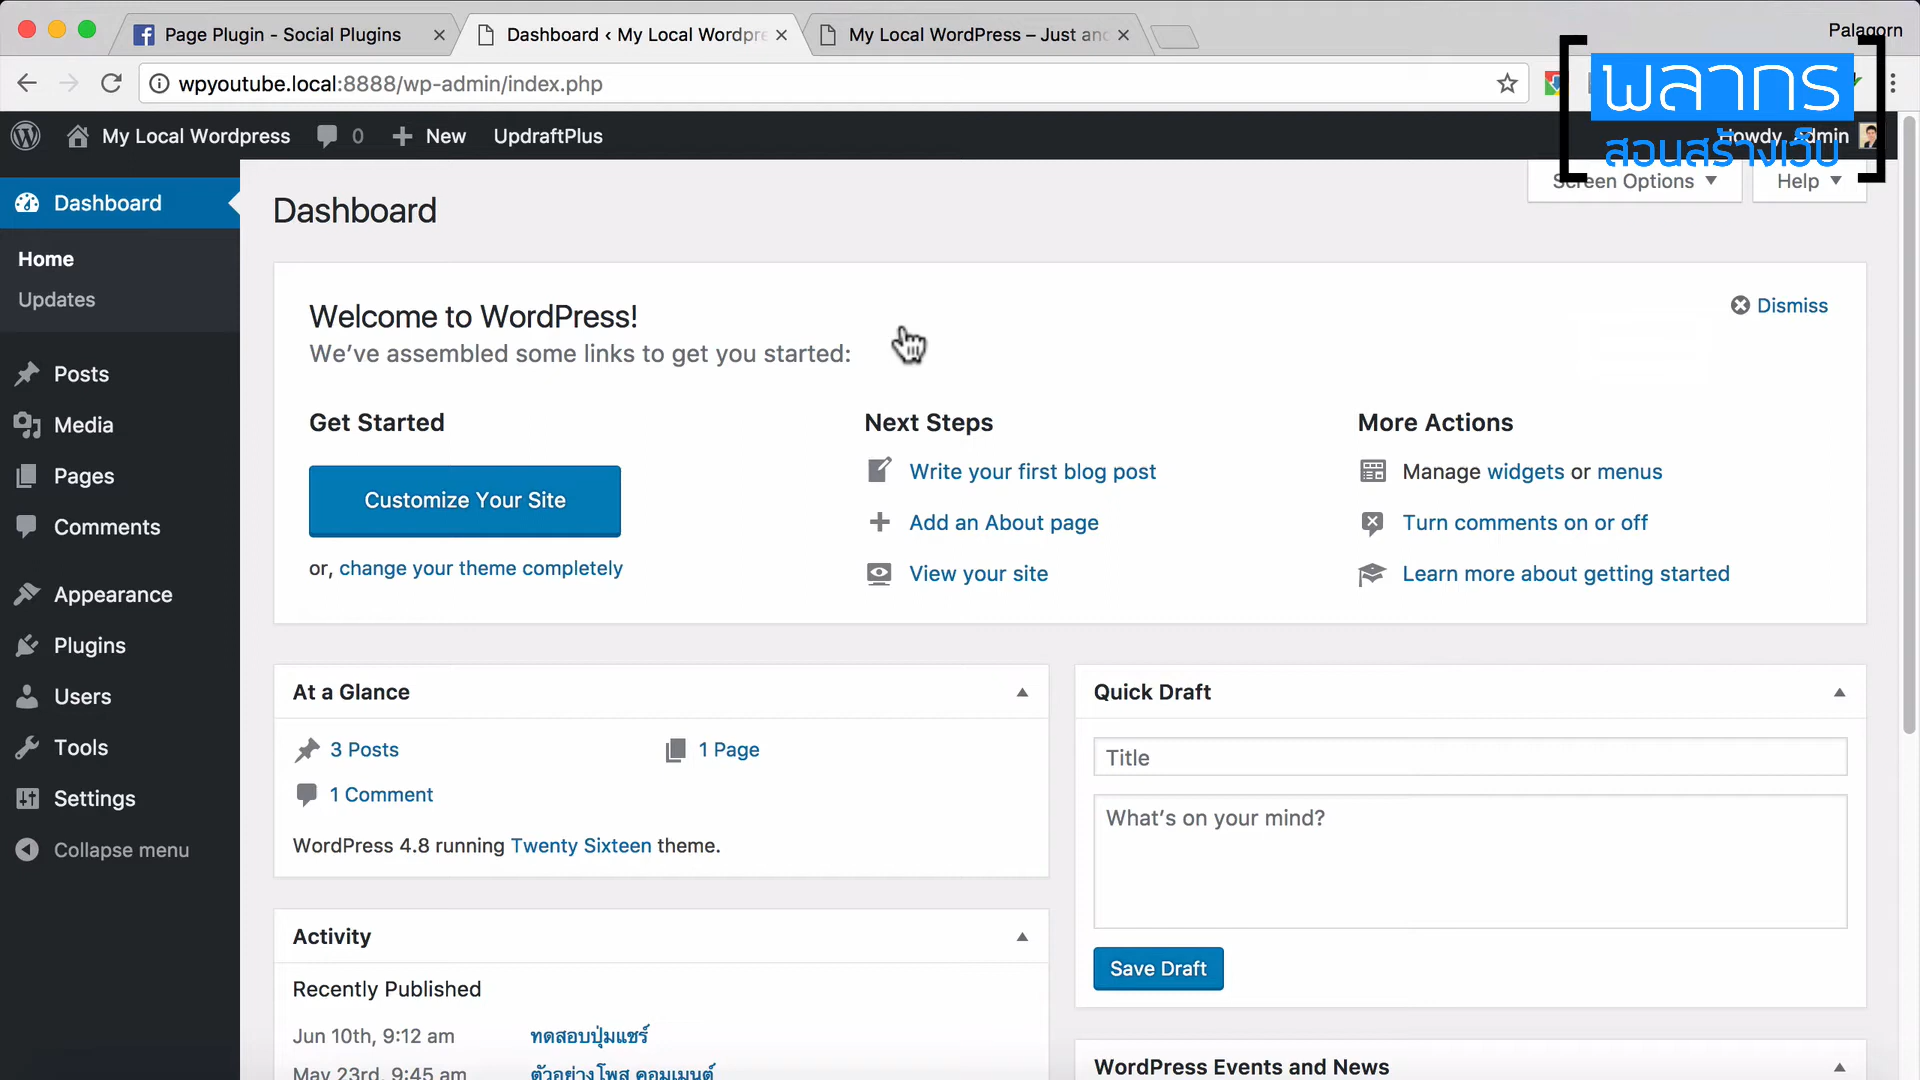 Page Plugin - Social Plugins
Dashboard ‹ My Local Wordpre
My Local WordPress – Just an
Palagorn
wpyoutube.local:8888/wp-admin/index.php
พลากร
สอนสร้างเว็บ
My Local Wordpress
0
New
UpdraftPlus
Howdy, admin
Screen Options
Help
Dashboard
Home
Updates
Posts
Media
Pages
Comments
Appearance
Plugins
Users
Tools
Settings
Collapse menu
Dashboard
Welcome to WordPress!
We’ve assembled some links to get you started:
Dismiss
Get Started
Customize Your Site
or, change your theme completely
Next Steps
Write your first blog post
Add an About page
View your site
More Actions
Manage widgets or menus
Turn comments on or off
Learn more about getting started
At a Glance
3 Posts
1 Page
1 Comment
WordPress 4.8 running Twenty Sixteen theme.
Activity
Recently Published
Jun 10th, 9:12 am ทดสอบปุ่มแชร์
May 23rd, 9:45 am ตัวอย่างโพส คอมเมนต์
Quick Draft
Title
What’s on your mind?
Save Draft
WordPress Events and News